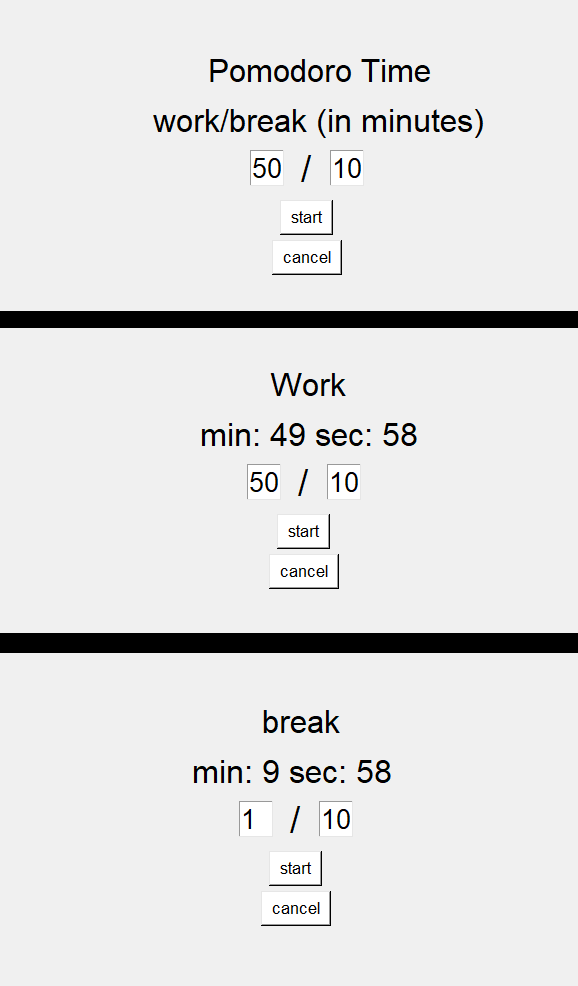 Pomodoro Time
work/break (in minutes)
50 / 10
start
cancel
Work
min: 49 sec: 58
50 / 10
start
cancel
break
min: 9 sec: 58
1 / 10
start
cancel